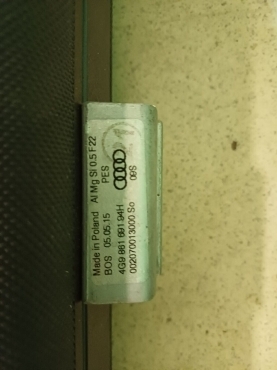 Made in Poland Al Mg SI 0.5 F22
BOS 05.05.15 PES
4G9 861 691 94H 09S
002070013000 So